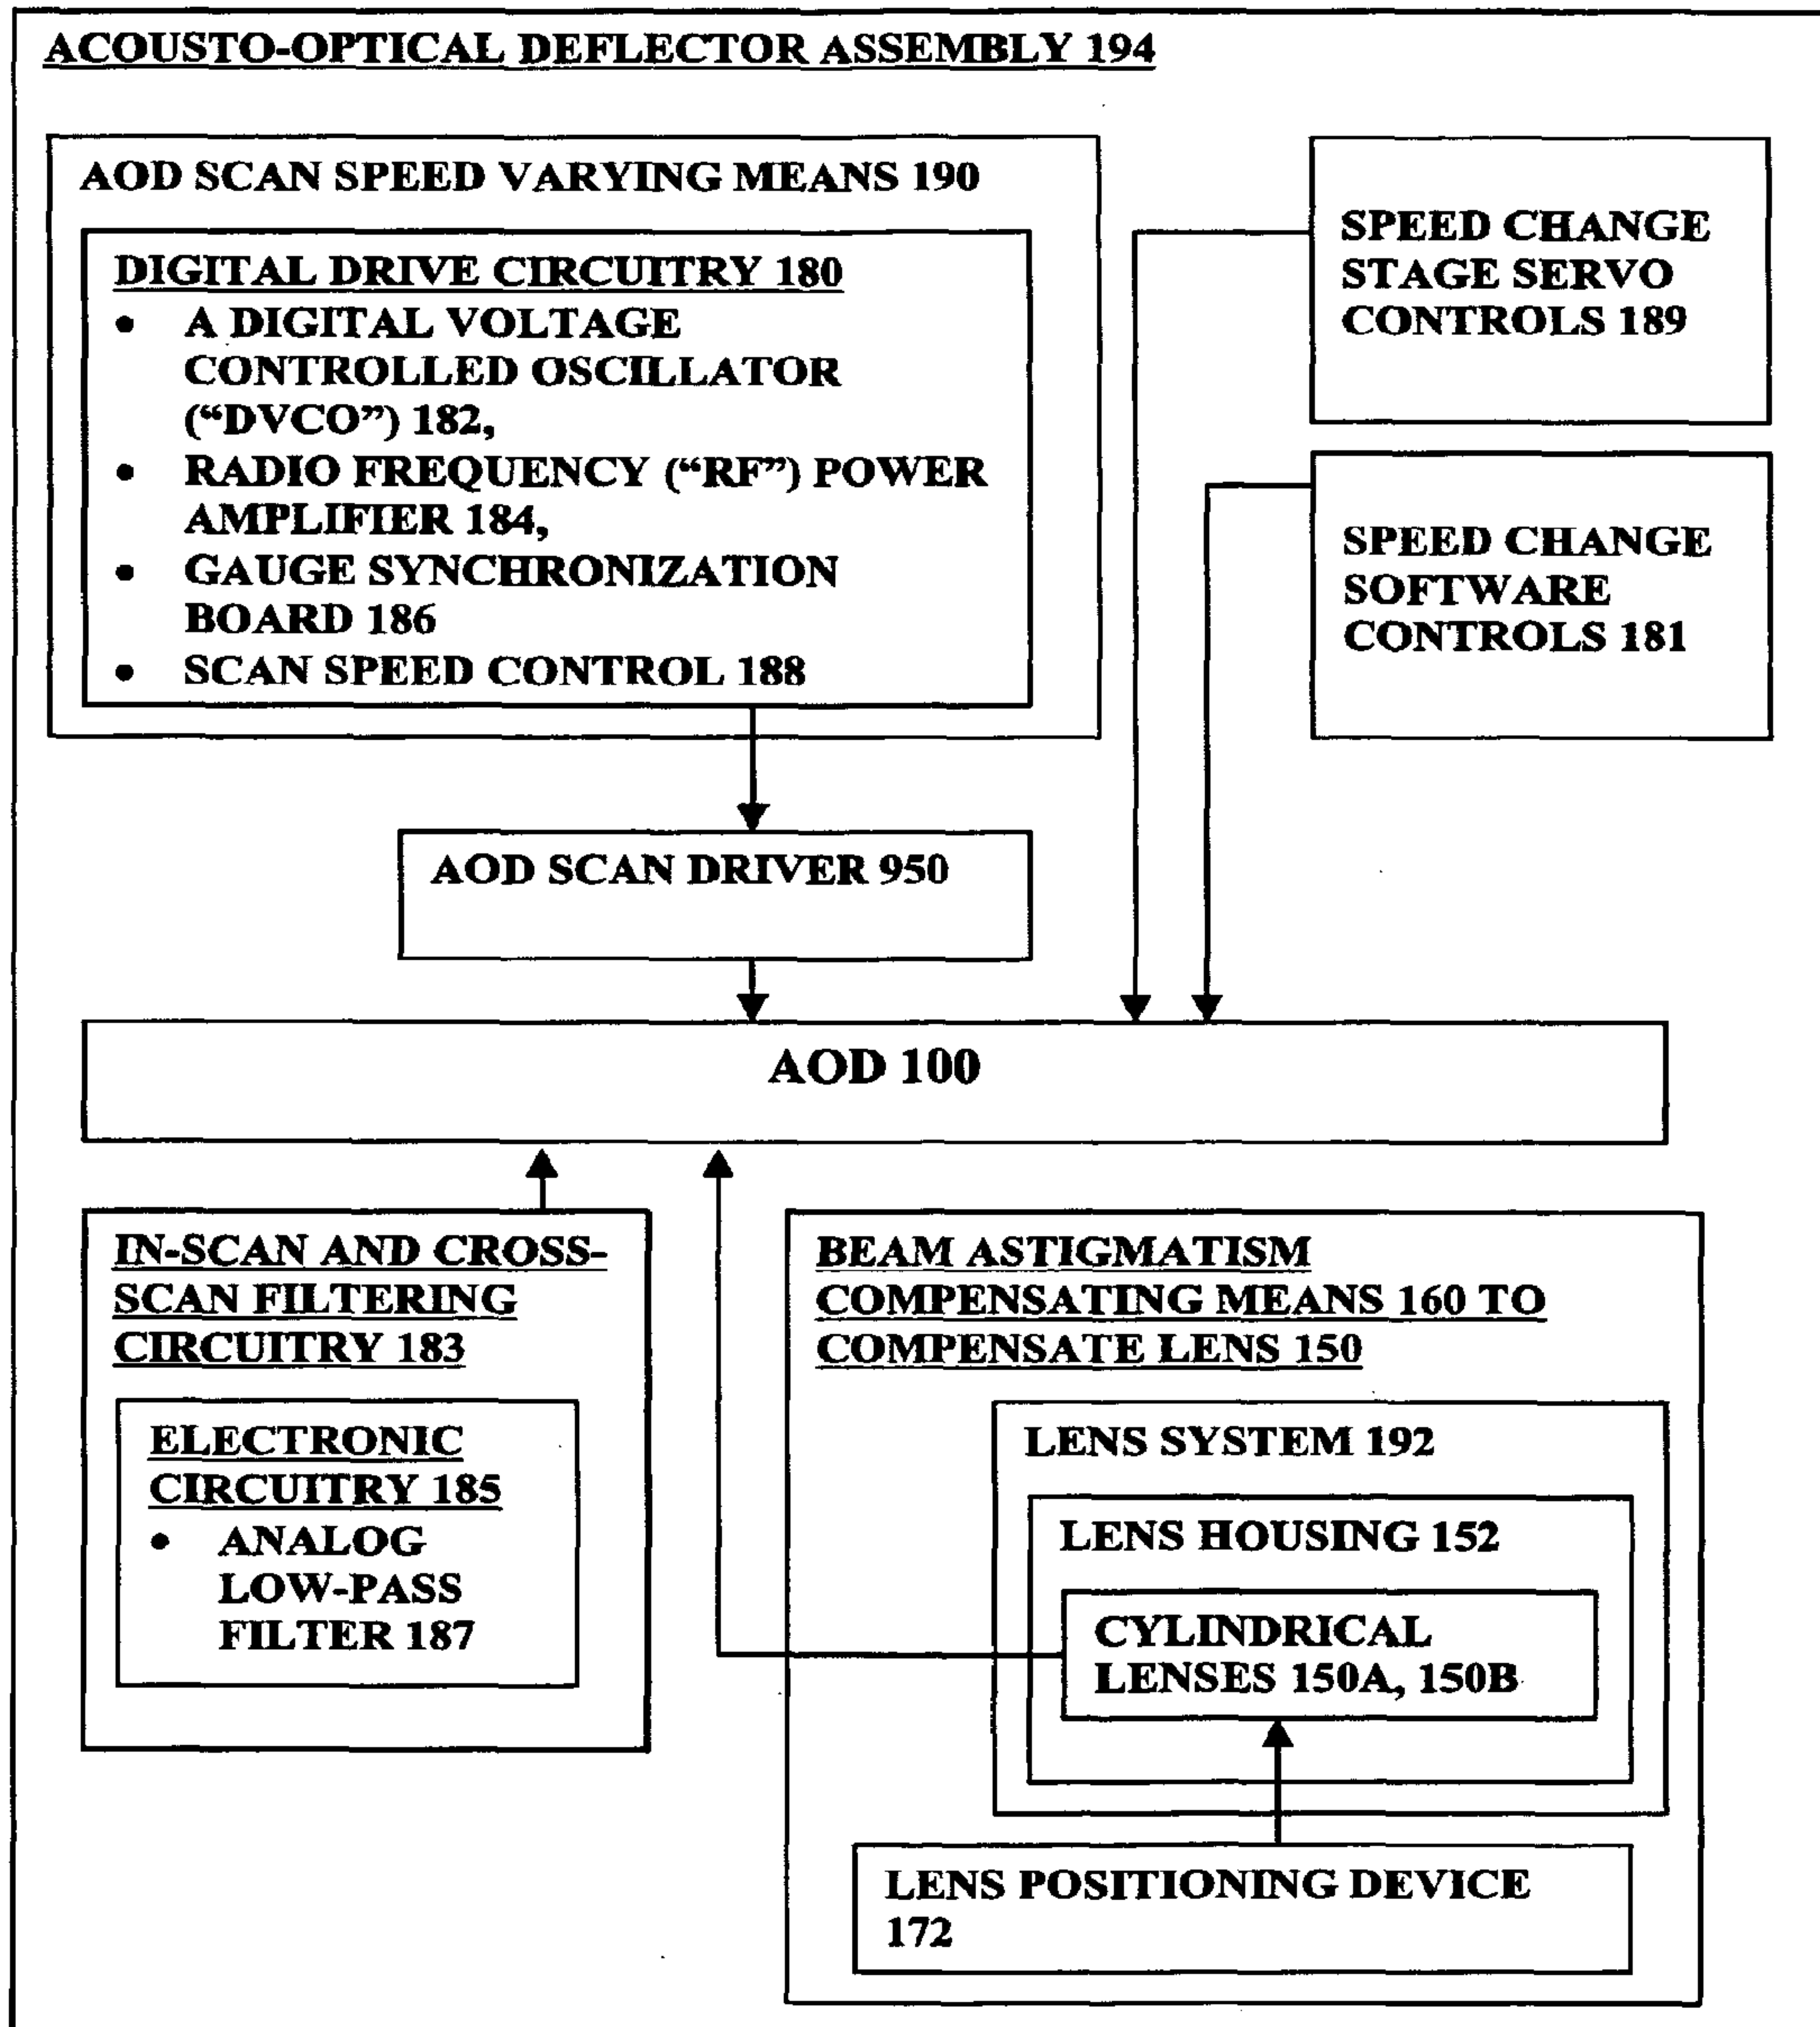 ACOUSTO-OPTICAL DEFLECTOR ASSEMBLY 194
AOD SCAN SPEED VARYING MEANS 190
DIGITAL DRIVE CIRCUITRY 180
• A DIGITAL VOLTAGE
CONTROLLED OSCILLATOR
(“DVCO”) 182,
• RADIO FREQUENCY (“RF”) POWER
AMPLIFIER 184,
• GAUGE SYNCHRONIZATION
BOARD 186
• SCAN SPEED CONTROL 188
SPEED CHANGE
STAGE SERVO
CONTROLS 189
SPEED CHANGE
SOFTWARE
CONTROLS 181
AOD SCAN DRIVER 950
AOD 100
IN-SCAN AND CROSS-
SCAN FILTERING
CIRCUITRY 183
ELECTRONIC
CIRCUITRY 185
• ANALOG
LOW-PASS
FILTER 187
BEAM ASTIGMATISM
COMPENSATING MEANS 160 TO
COMPENSATE LENS 150
LENS SYSTEM 192
LENS HOUSING 152
CYLINDRICAL
LENSES 150A, 150B
LENS POSITIONING DEVICE
172